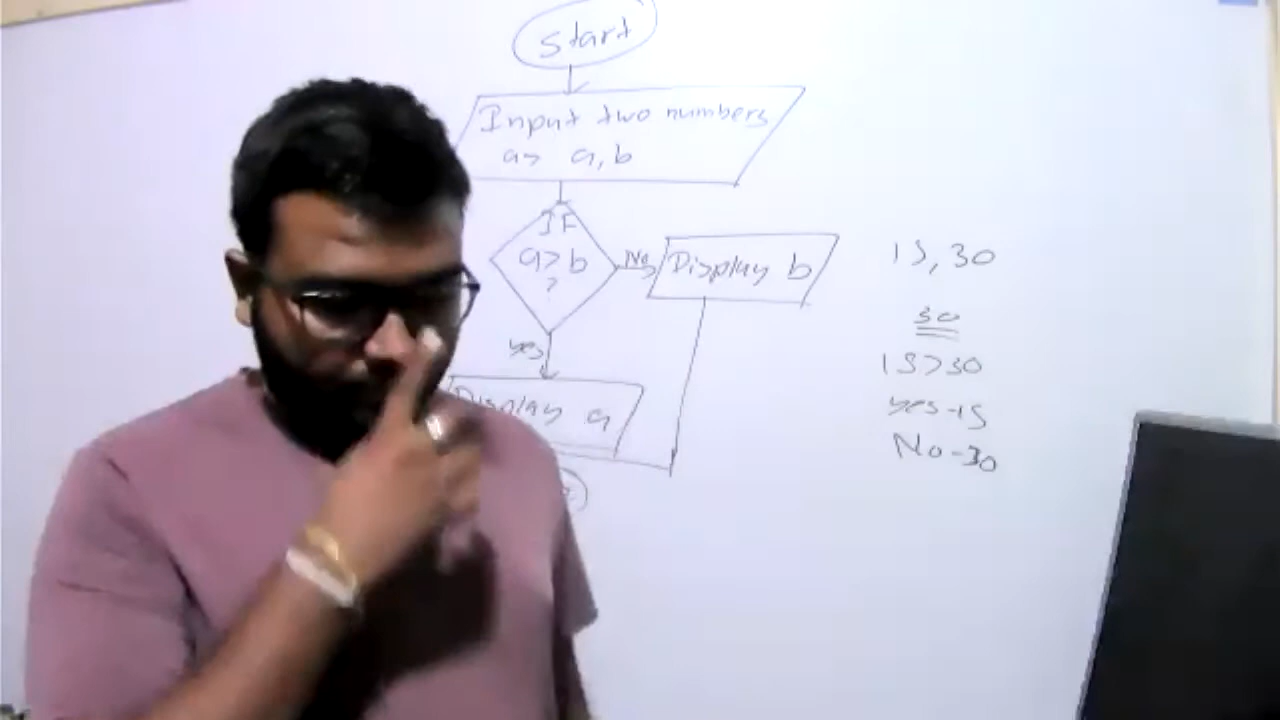 Start
Input two numbers
as a, b
IF
a > b
?
No
Display b
yes
Display a
15, 30
30
15 > 30
yes - 15
No - 30